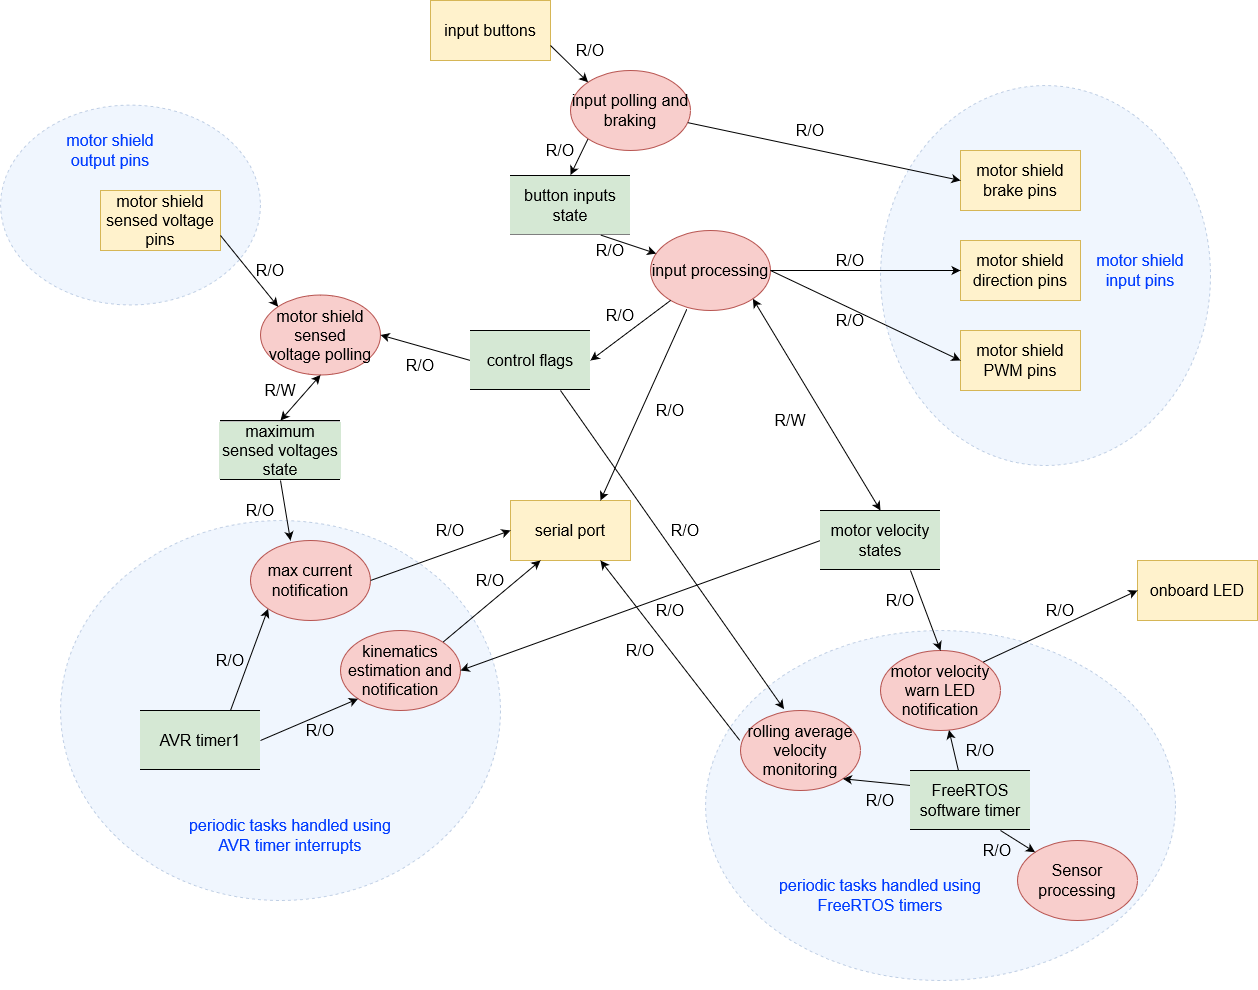 input buttons
R/O
input polling and
braking
R/O
R/O
motor shield
output pins
motor shield
sensed voltage
pins
R/O
button inputs
state
R/O
motor shield
brake pins
input processing
R/O
motor shield
direction pins
motor shield
input pins
R/O
motor shield
PWM pins
motor shield
sensed
voltage polling
R/O
control flags
R/O
R/W
R/O
R/W
maximum
sensed voltages
state
R/O
R/O
serial port
R/O
motor velocity
states
max current
notification
R/O
R/O
R/O
R/O
onboard LED
R/O
kinematics
estimation and
notification
R/O
R/O
motor velocity
warn LED
notification
AVR timer1
R/O
rolling average
velocity
monitoring
R/O
R/O
FreeRTOS
software timer
periodic tasks handled using
AVR timer interrupts
R/O
Sensor
processing
periodic tasks handled using
FreeRTOS timers